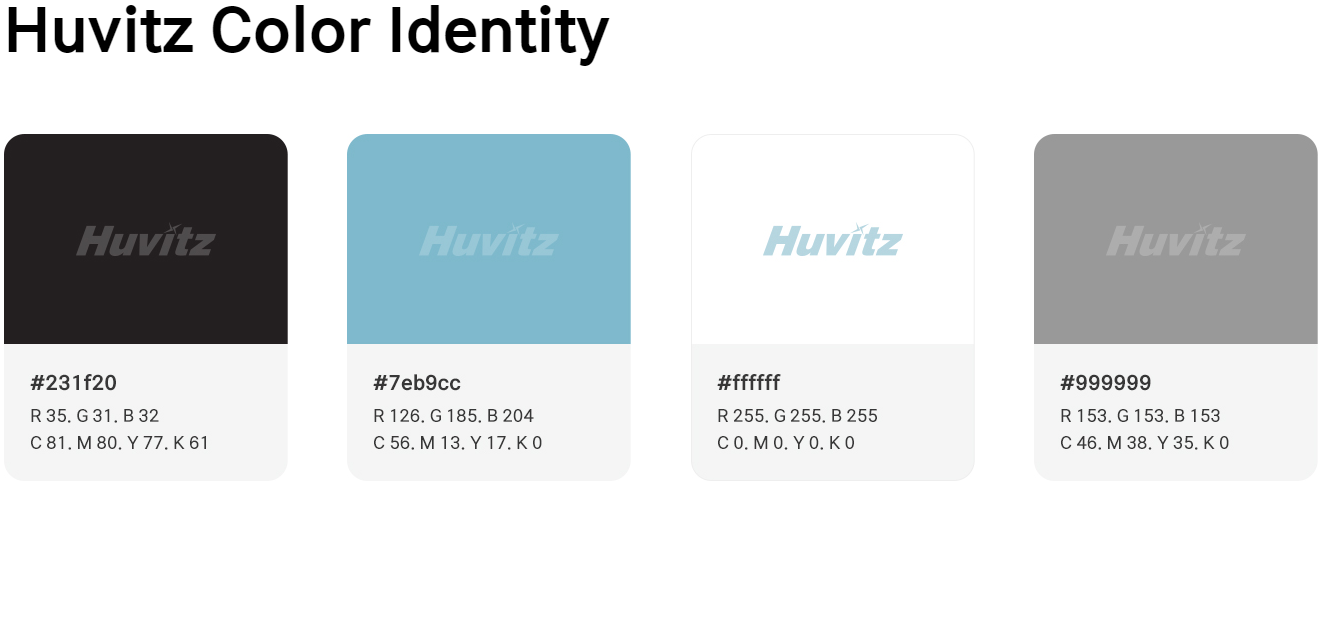 Huvitz Color Identity
Huvitz
Huvitz
Huvitz
Huvitz
#231f20
R 35. G 31. B 32
C 81. M 80. Y 77. K 61
#7eb9cc
R 126. G 185. B 204
C 56. M 13. Y 17. K 0
#ffffff
R 255. G 255. B 255
C 0. M 0. Y 0. K 0
#999999
R 153. G 153. B 153
C 46. M 38. Y 35. K 0